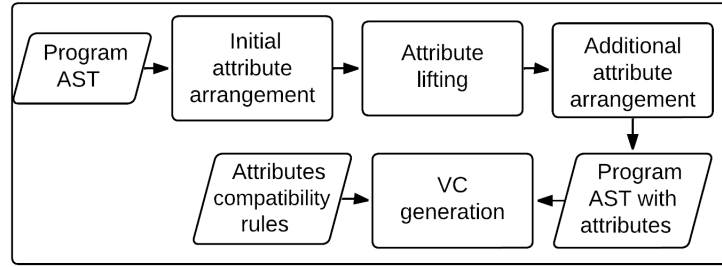 Program
AST
Initial
attribute
arrangement
Attribute
lifting
Additional
attribute
arrangement
Attributes
compatibility
rules
VC
generation
Program
AST with
attributes